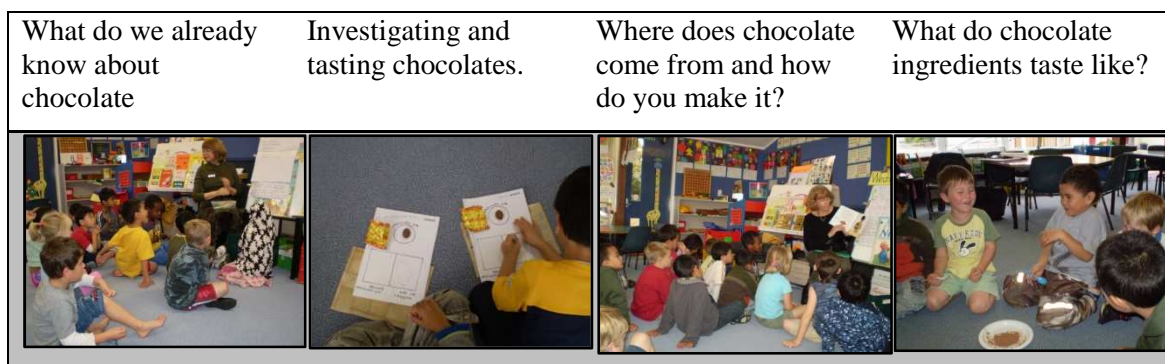 What do we already
know about
chocolate
Investigating and
tasting chocolates.
Where does chocolate
come from and how
do you make it?
What do chocolate
ingredients taste like?